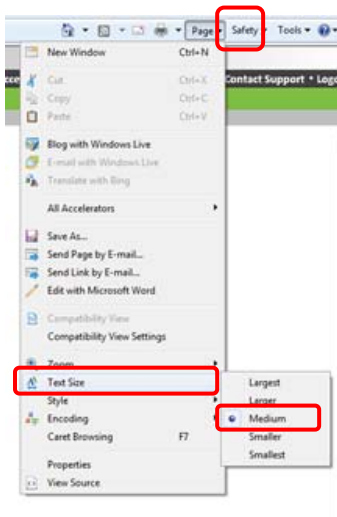 Page Safety Tools
New Window Ctrl+N
Cut Ctrl+X
Contact Support • Logo
Copy Ctrl+C
Paste Ctrl+V
Blog with Windows Live
E-mail with Windows Live
Translate with Bing
All Accelerators
Save As...
Send Page by E-mail...
Send Link by E-mail...
Edit with Microsoft Word
Compatibility View
Compatibility View Settings
Zoom
Text Size Largest
Style Larger
Encoding Medium
Caret Browsing F7 Smaller
Smallest
Properties
View Source